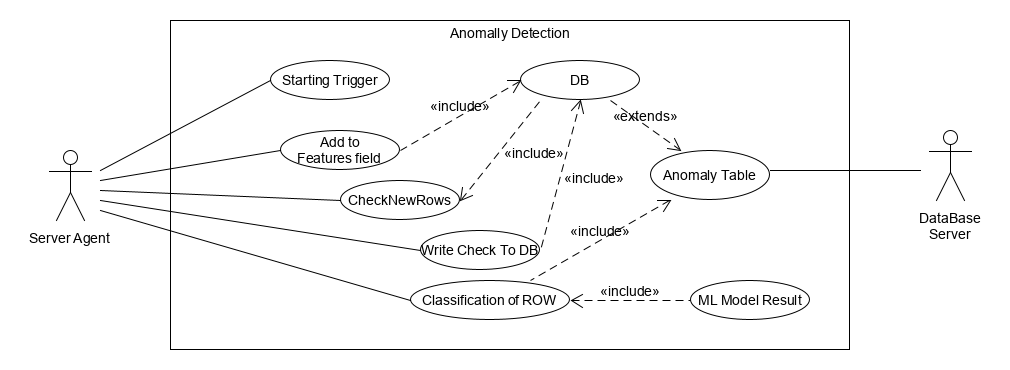 Anomally Detection
Starting Trigger
DB
«include»
«extends»
Add to
Features field
«include»
Anomaly Table
«include»
CheckNewRows
Server Agent
DataBase
Server
«include»
Write Check To DB
Classification of ROW
«include»
ML Model Result